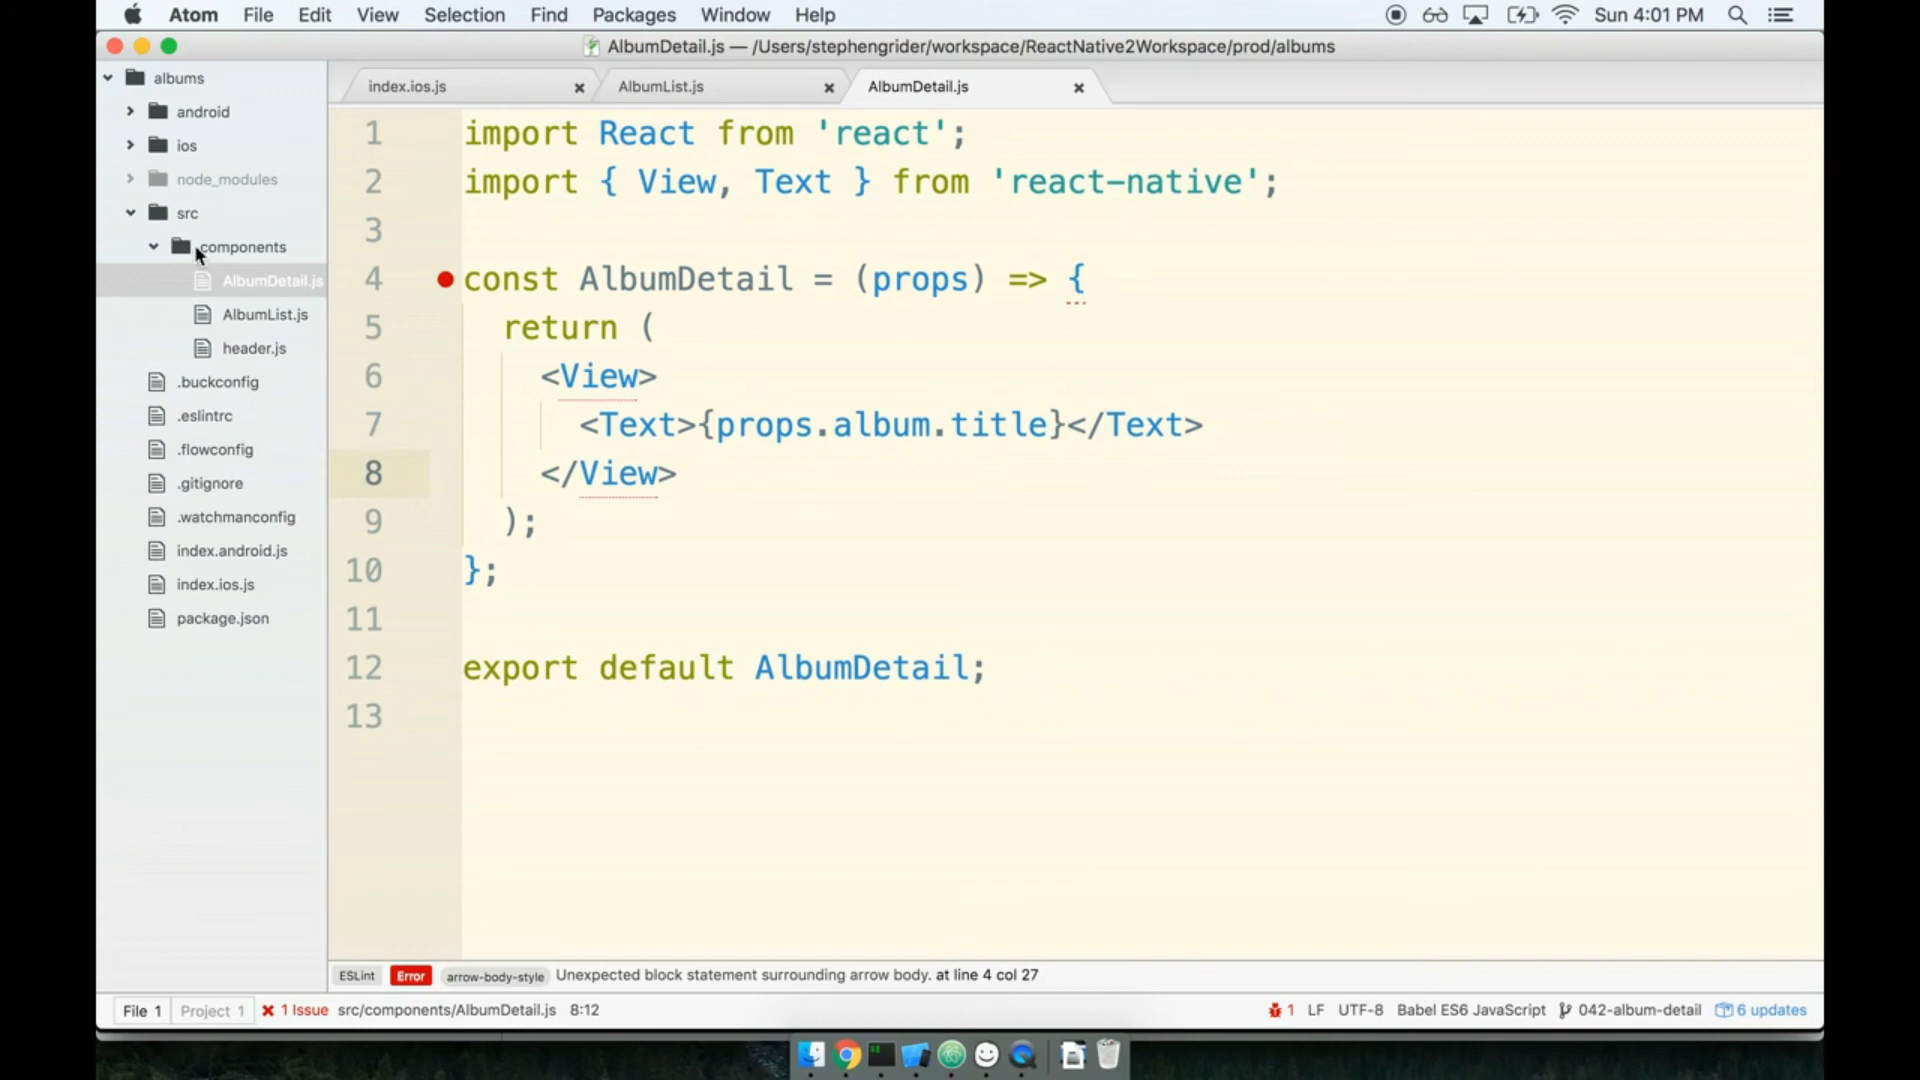 Atom File Edit View Selection Find Packages Window Help Sun 4:01 PM
AlbumDetail.js — /Users/stephengrider/workspace/ReactNative2Workspace/prod/albums
albums
android
ios
node_modules
src
components
AlbumDetail.js
AlbumList.js
header.js
.buckconfig
.eslintrc
.flowconfig
.gitignore
.watchmanconfig
index.android.js
index.ios.js
package.json
index.ios.js AlbumList.js AlbumDetail.js
1 import React from 'react';
2 import { View, Text } from 'react-native';
3
4 const AlbumDetail = (props) => {
5 return (
6 <View>
7 <Text>{props.album.title}</Text>
8 </View>
9 );
10 };
11
12 export default AlbumDetail;
13
ESLint Error arrow-body-style Unexpected block statement surrounding arrow body. at line 4 col 27
File 1 Project 1 1 Issue src/components/AlbumDetail.js 8:12 1 LF UTF-8 Babel ES6 JavaScript 042-album-detail 6 updates